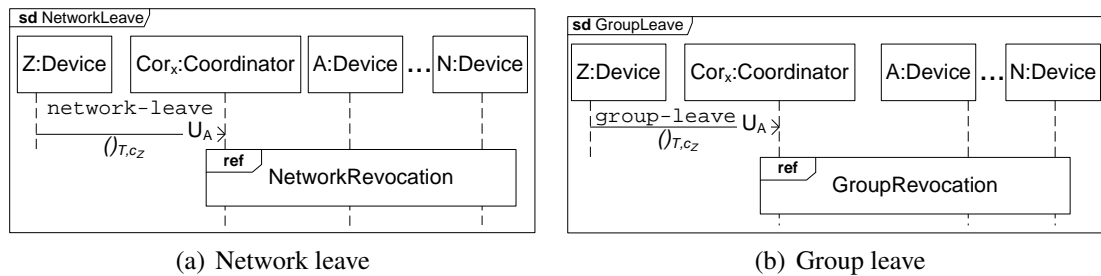 sd NetworkLeave
Z:Device Corx:Coordinator A:Device ... N:Device
network-leave
UA
()T,cZ
ref
NetworkRevocation
(a) Network leave
sd GroupLeave
Z:Device Corx:Coordinator A:Device ... N:Device
group-leave UA
()T,cZ
ref
GroupRevocation
(b) Group leave